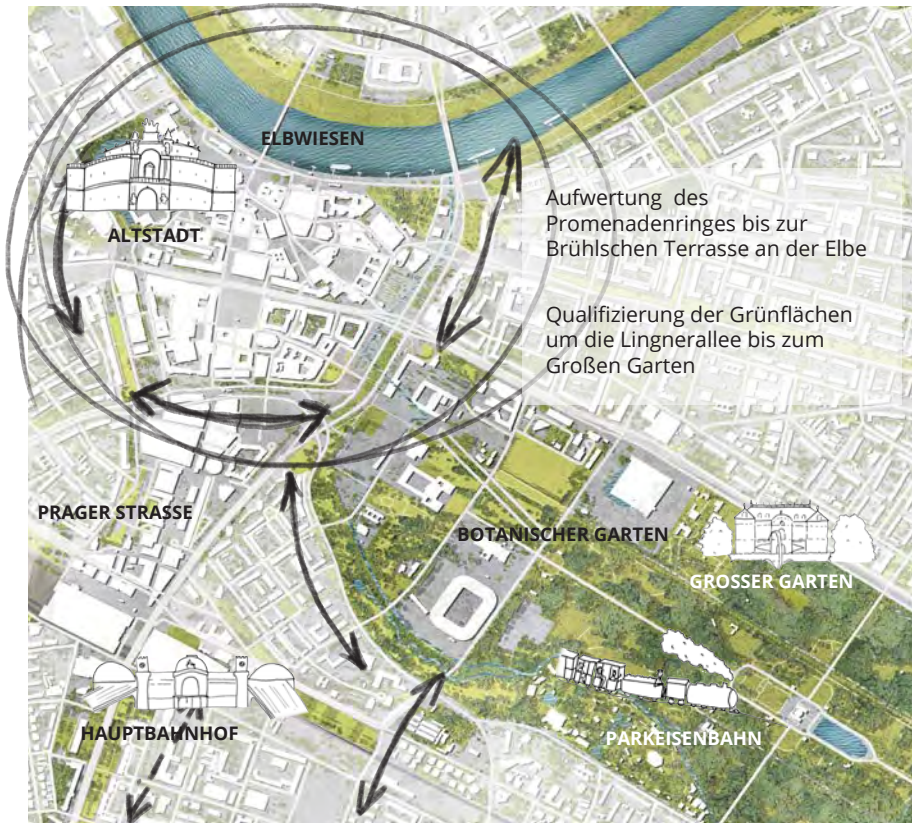 ELBWIESEN
ALTSTADT
Aufwertung des
Promenadenringes bis zur
Brühlschen Terrasse an der Elbe
Qualifizierung der Grünflächen
um die Lingnerallee bis zum
Großen Garten
PRAGER STRASSE
BOTANISCHER GARTEN
GROSSER GARTEN
HAUPTBAHNHOF
PARKEISENBAHN